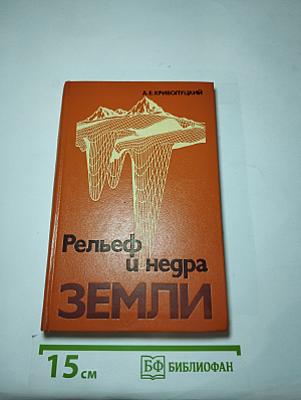 А.Е.КРИВОЛУЦКИЙ
Рельеф
и недра
ЗЕМЛИ
15 см
БФ БИБЛИОФАН